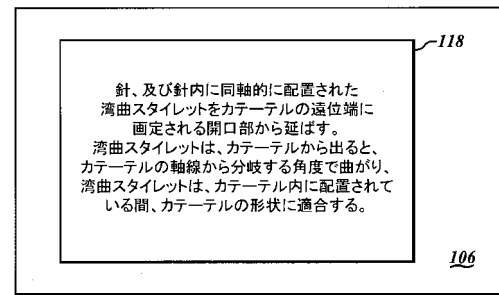 118
針、及び針内に同軸的に配置された
湾曲スタイレットをカテーテルの遠位端に
画定される開口部から延ばす。
湾曲スタイレットは、カテーテルから出ると、
カテーテルの軸線から分岐する角度で曲がり、
湾曲スタイレットは、カテーテル内に配置されて
いる間、カテーテルの形状に適合する。
106